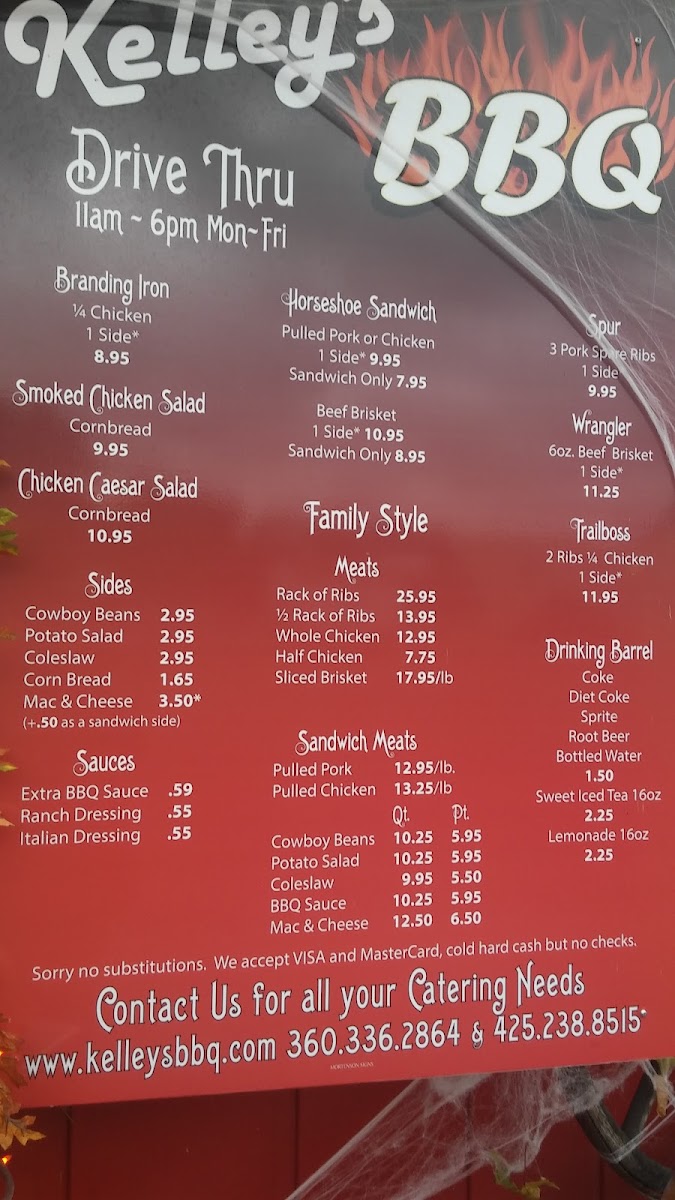 Kelley's
BBQ
Drive Thru
11am ~ 6pm Mon~Fri
Branding Iron
¼ Chicken
1 Side*
8.95
Smoked Chicken Salad
Cornbread
9.95
Chicken Caesar Salad
Cornbread
10.95
Sides
Cowboy Beans 2.95
Potato Salad 2.95
Coleslaw 2.95
Corn Bread 1.65
Mac & Cheese 3.50*
(+.50 as a sandwich side)
Sauces
Extra BBQ Sauce .59
Ranch Dressing .55
Italian Dressing .55
Horseshoe Sandwich
Pulled Pork or Chicken
1 Side* 9.95
Sandwich Only 7.95
Beef Brisket
1 Side* 10.95
Sandwich Only 8.95
Family Style
Meats
Rack of Ribs 25.95
½ Rack of Ribs 13.95
Whole Chicken 12.95
Half Chicken 7.75
Sliced Brisket 17.95/lb
Sandwich Meats
Pulled Pork 12.95/lb.
Pulled Chicken 13.25/lb
Qt. Pt.
Cowboy Beans 10.25 5.95
Potato Salad 10.25 5.95
Coleslaw 9.95 5.50
BBQ Sauce 10.25 5.95
Mac & Cheese 12.50 6.50
Spur
3 Pork Spare Ribs
1 Side
9.95
Wrangler
6oz. Beef Brisket
1 Side*
11.25
Trailboss
2 Ribs ¼ Chicken
1 Side*
11.95
Drinking Barrel
Coke
Diet Coke
Sprite
Root Beer
Bottled Water
1.50
Sweet Iced Tea 16oz
2.25
Lemonade 16oz
2.25
Sorry no substitutions. We accept VISA and MasterCard, cold hard cash but no checks.
Contact Us for all your Catering Needs
www.kelleysbbq.com 360.336.2864 & 425.238.8515*
MORTENSON SIGNS